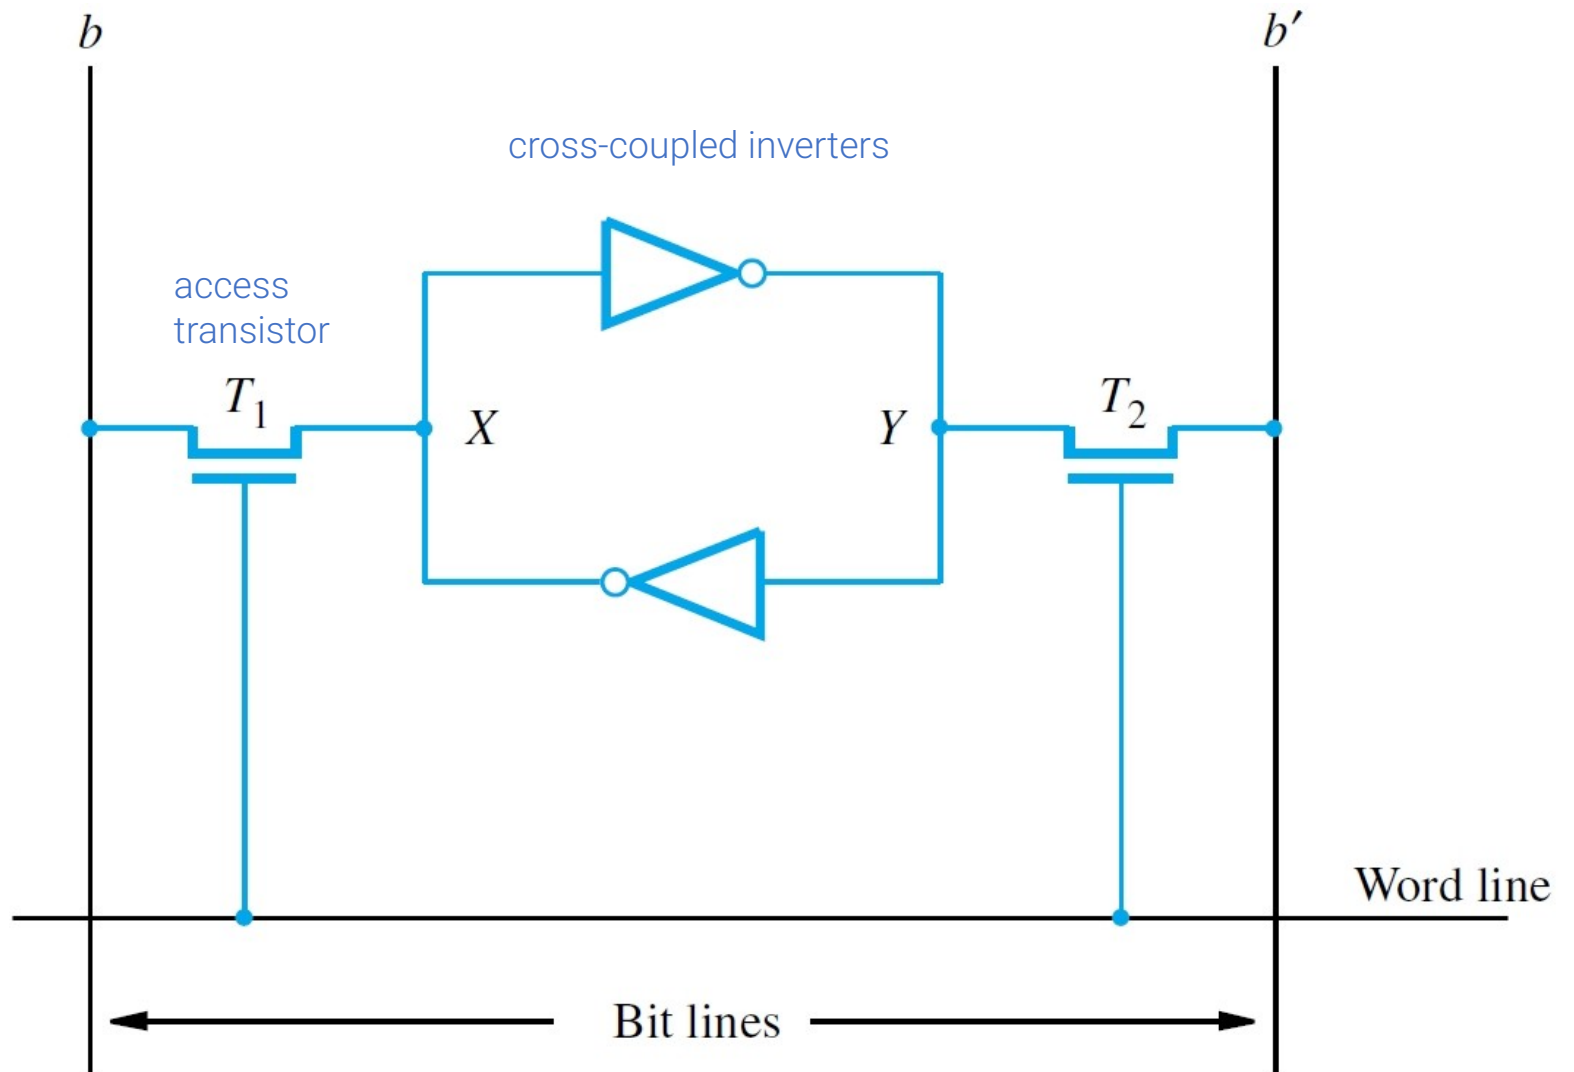 b
b′
cross-coupled inverters
access
transistor
T1
X
Y
T2
Word line
Bit lines